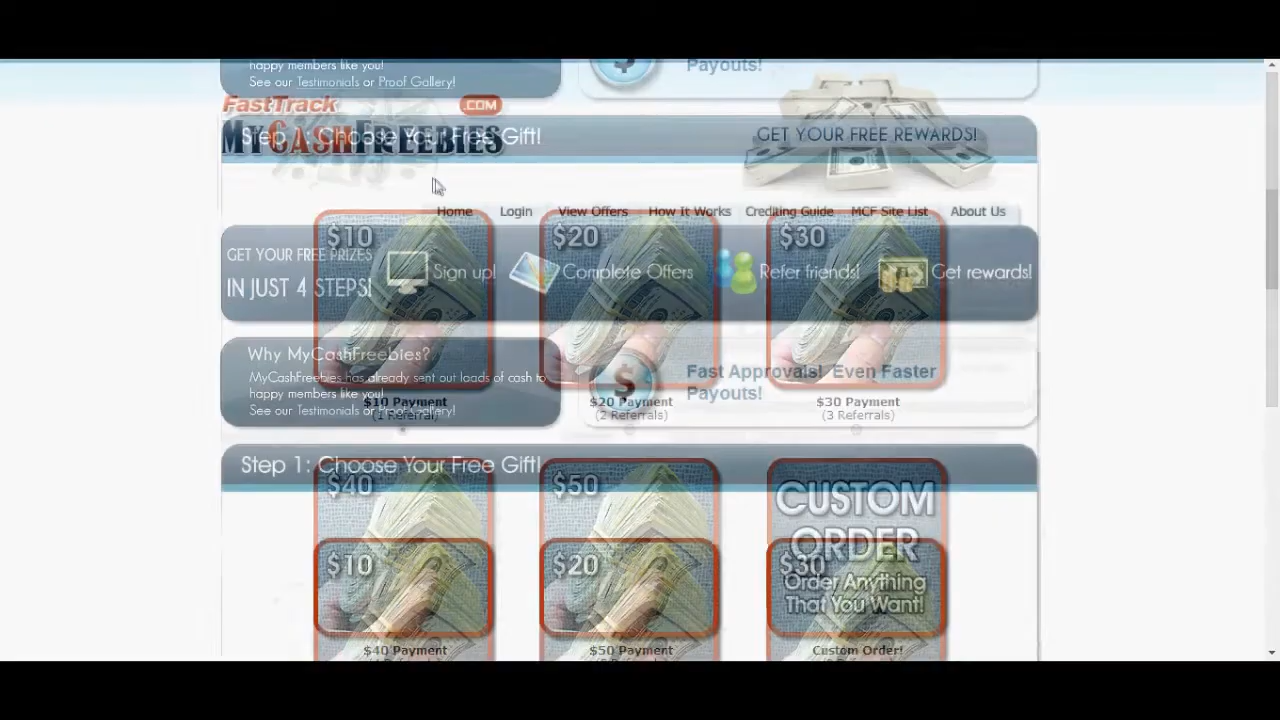 happy members like you!
See our Testimonials or Proof Gallery!
Payouts!
FastTrack .COM
MYCASHFREEBIES
Step 1: Choose Your Free Gift!
GET YOUR FREE REWARDS!
Home Login View Offers How It Works Crediting Guide MCF Site List About Us
$10 $20 $30
GET YOUR FREE PRIZES
IN JUST 4 STEPS!
Sign up! Complete Offers Refer friends! Get rewards!
Why MyCashFreebies?
MyCashFreebies has already sent out loads of cash to
happy members like you!
See our Testimonials or Proof Gallery!
Fast Approvals! Even Faster
Payouts!
$10 Payment $20 Payment $30 Payment
(1 Referral) (2 Referrals) (3 Referrals)
Step 1: Choose Your Free Gift!
$40 $50
CUSTOM
ORDER
Order Anything
That You Want!
$10 $20 $30
$40 Payment $50 Payment Custom Order!